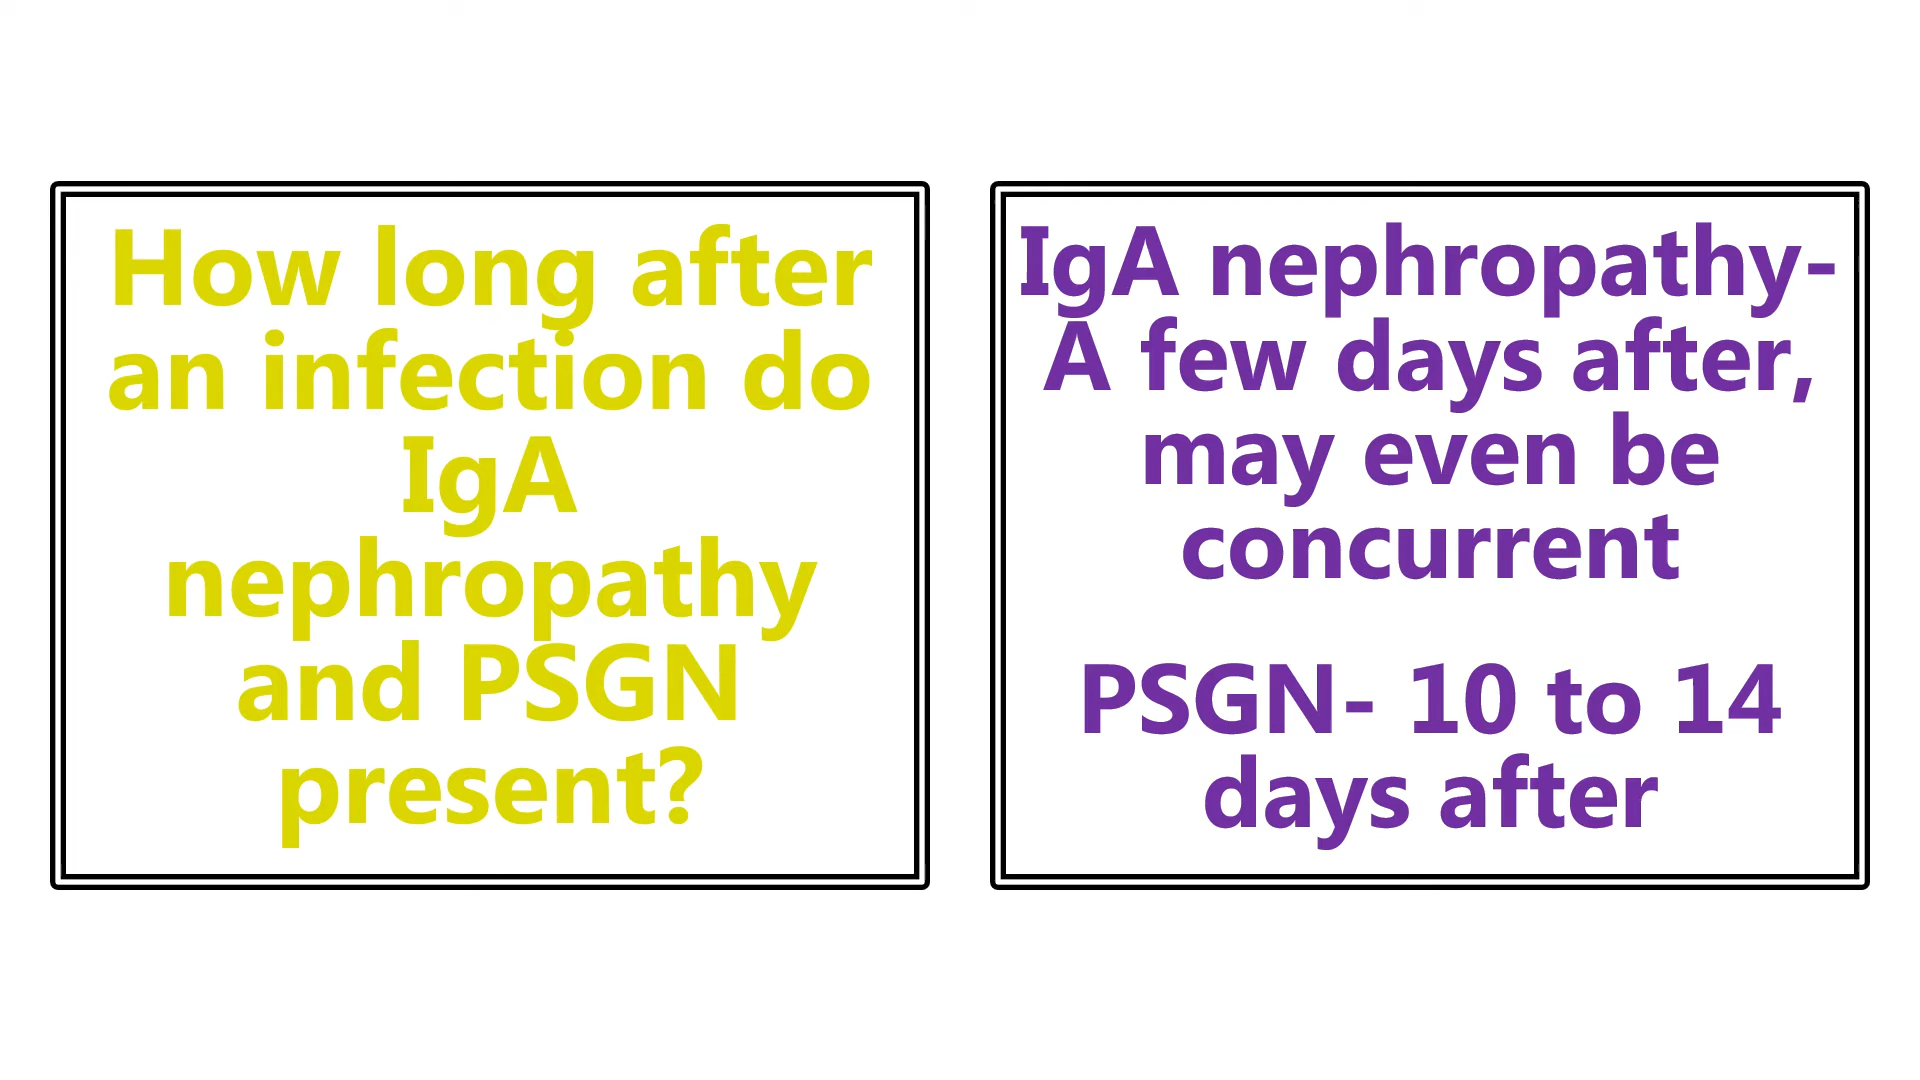 How long after
an infection do
IgA
nephropathy
and PSGN
present?
IgA nephropathy-
A few days after,
may even be
concurrent
PSGN- 10 to 14
days after